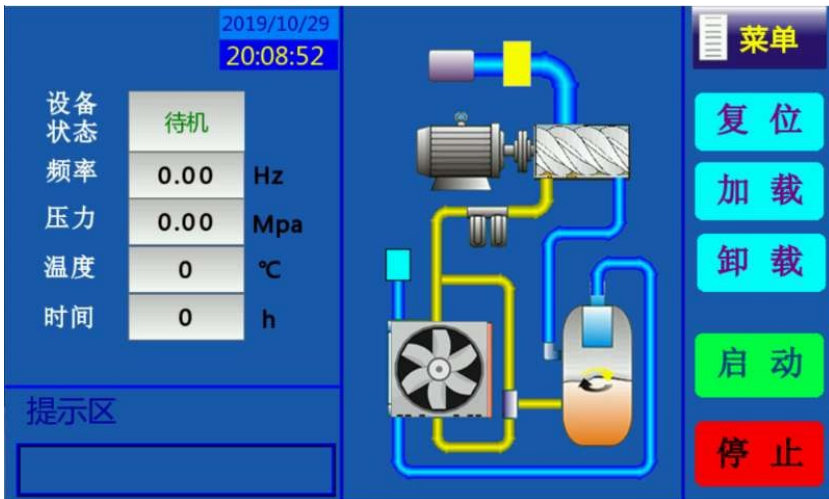 2019/10/29
20:08:52
菜单
设备
状态
待机
频率 0.00 Hz
压力 0.00 Mpa
温度 0 ℃
时间 0 h
复 位
加 载
卸 载
启 动
停 止
提示区